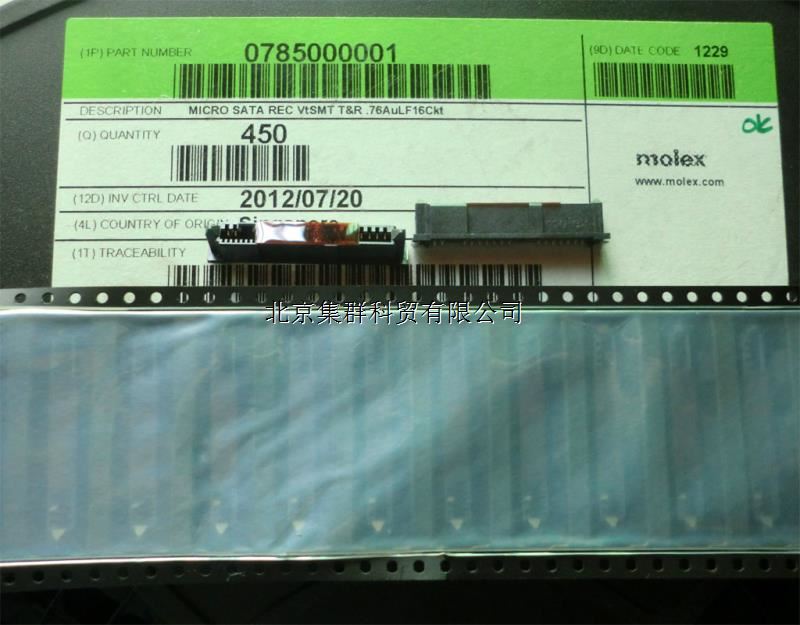 (1P) PART NUMBER 0785000001
(9D) DATE CODE 1229
DESCRIPTION MICRO SATA REC VtSMT T&R .76AuLF16Ckt
(Q) QUANTITY 450
OK
molex
www.molex.com
(12D) INV CTRL DATE 2012/07/20
(4L) COUNTRY OF ORIGIN Singapore
(1T) TRACEABILITY
北京集群科贸有限公司